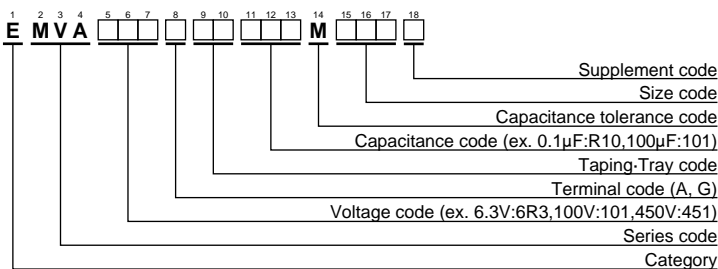 1 2 3 4 5 6 7 8 9 10 11 12 13 14 15 16 17 18
E M V A □□□ □ □□ □□□ M □□□ □
Supplement code
Size code
Capacitance tolerance code
Capacitance code (ex. 0.1µF:R10,100µF:101)
Taping·Tray code
Terminal code (A, G)
Voltage code (ex. 6.3V:6R3,100V:101,450V:451)
Series code
Category